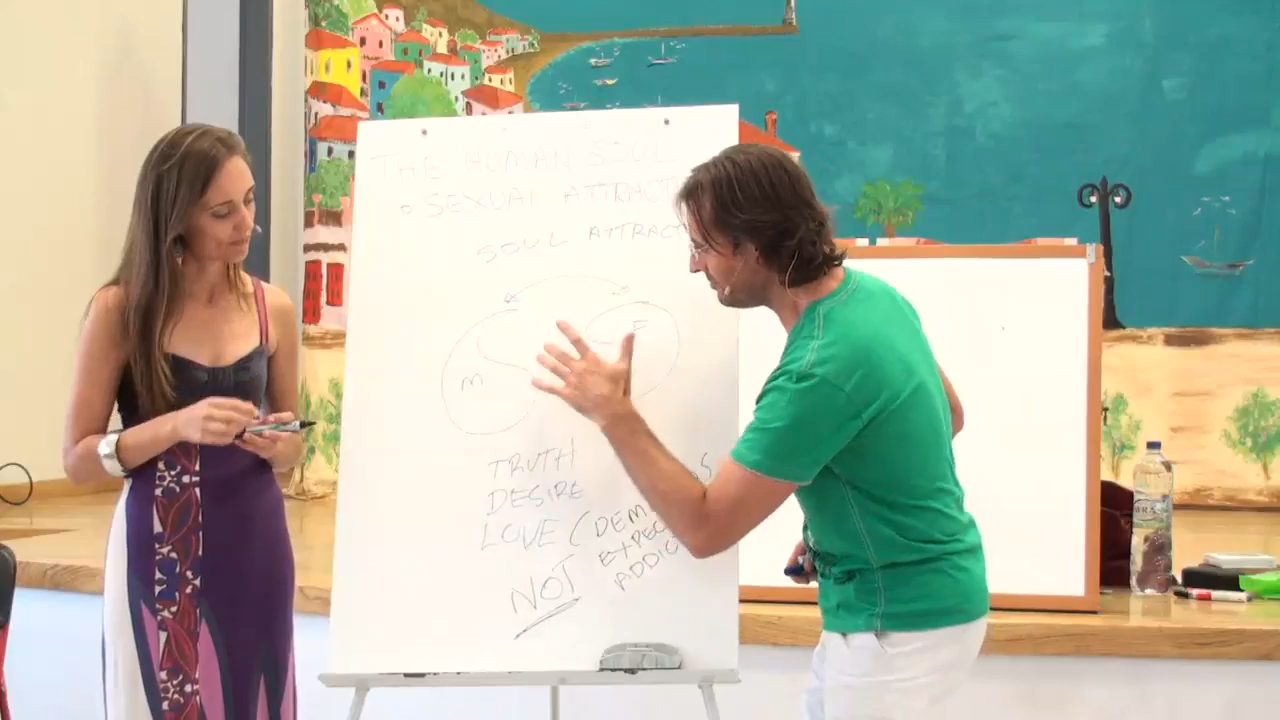 THE HUMAN SOUL
o SEXUAL ATTRACT
SOUL ATTRACT
F
M
TRUTH
DESIRE
LOVE (DEM
EXPEC
NOT ADDIC